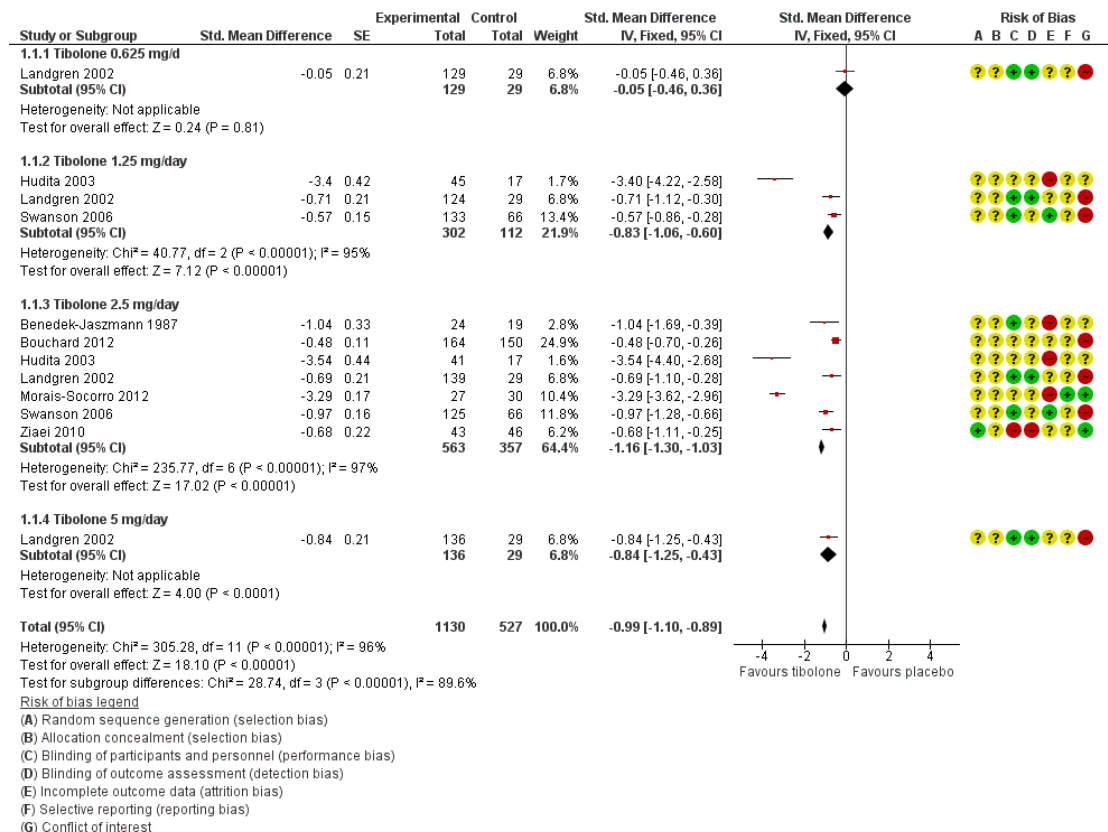 Experimental Control Std. Mean Difference Std. Mean Difference Risk of Bias
Study or Subgroup Std. Mean Difference SE Total Total Weight IV, Fixed, 95% CI IV, Fixed, 95% CI A B C D E F G
1.1.1 Tibolone 0.625 mg/d
Landgren 2002 -0.05 0.21 129 29 6.8% -0.05 [-0.46, 0.36] ? ? + + ? ? -
Subtotal (95% CI) 129 29 6.8% -0.05 [-0.46, 0.36]
Heterogeneity: Not applicable
Test for overall effect: Z = 0.24 (P = 0.81)
1.1.2 Tibolone 1.25 mg/day
Hudita 2003 -3.4 0.42 45 17 1.7% -3.40 [-4.22, -2.58] ? ? ? ? - ? ?
Landgren 2002 -0.71 0.21 124 29 6.8% -0.71 [-1.12, -0.30] ? ? + + ? ? -
Swanson 2006 -0.57 0.15 133 66 13.4% -0.57 [-0.86, -0.28] ? ? + ? + ? -
Subtotal (95% CI) 302 112 21.9% -0.83 [-1.06, -0.60]
Heterogeneity: Chi² = 40.77, df = 2 (P < 0.00001); I² = 95%
Test for overall effect: Z = 7.12 (P < 0.00001)
1.1.3 Tibolone 2.5 mg/day
Benedek-Jaszmann 1987 -1.04 0.33 24 19 2.8% -1.04 [-1.69, -0.39] ? ? + ? - ? ?
Bouchard 2012 -0.48 0.11 164 150 24.9% -0.48 [-0.70, -0.26] ? ? ? ? ? ? -
Hudita 2003 -3.54 0.44 41 17 1.6% -3.54 [-4.40, -2.68] ? ? ? ? - ? ?
Landgren 2002 -0.69 0.21 139 29 6.8% -0.69 [-1.10, -0.28] ? ? + + ? ? -
Morais-Socorro 2012 -3.29 0.17 27 30 10.4% -3.29 [-3.62, -2.96] ? ? ? ? - + +
Swanson 2006 -0.97 0.16 125 66 11.8% -0.97 [-1.28, -0.66] ? ? + ? + ? -
Ziaei 2010 -0.68 0.22 43 46 6.2% -0.68 [-1.11, -0.25] + ? - - ? ? +
Subtotal (95% CI) 563 357 64.4% -1.16 [-1.30, -1.03]
Heterogeneity: Chi² = 235.77, df = 6 (P < 0.00001); I² = 97%
Test for overall effect: Z = 17.02 (P < 0.00001)
1.1.4 Tibolone 5 mg/day
Landgren 2002 -0.84 0.21 136 29 6.8% -0.84 [-1.25, -0.43] ? ? + + ? ? -
Subtotal (95% CI) 136 29 6.8% -0.84 [-1.25, -0.43]
Heterogeneity: Not applicable
Test for overall effect: Z = 4.00 (P < 0.0001)
Total (95% CI) 1130 527 100.0% -0.99 [-1.10, -0.89]
Heterogeneity: Chi² = 305.28, df = 11 (P < 0.00001); I² = 96%
Test for overall effect: Z = 18.10 (P < 0.00001)
Test for subgroup differences: Chi² = 28.74, df = 3 (P < 0.00001), I² = 89.6%
-4 -2 0 2 4
Favours tibolone Favours placebo
Risk of bias legend
(A) Random sequence generation (selection bias)
(B) Allocation concealment (selection bias)
(C) Blinding of participants and personnel (performance bias)
(D) Blinding of outcome assessment (detection bias)
(E) Incomplete outcome data (attrition bias)
(F) Selective reporting (reporting bias)
(G) Conflict of interest